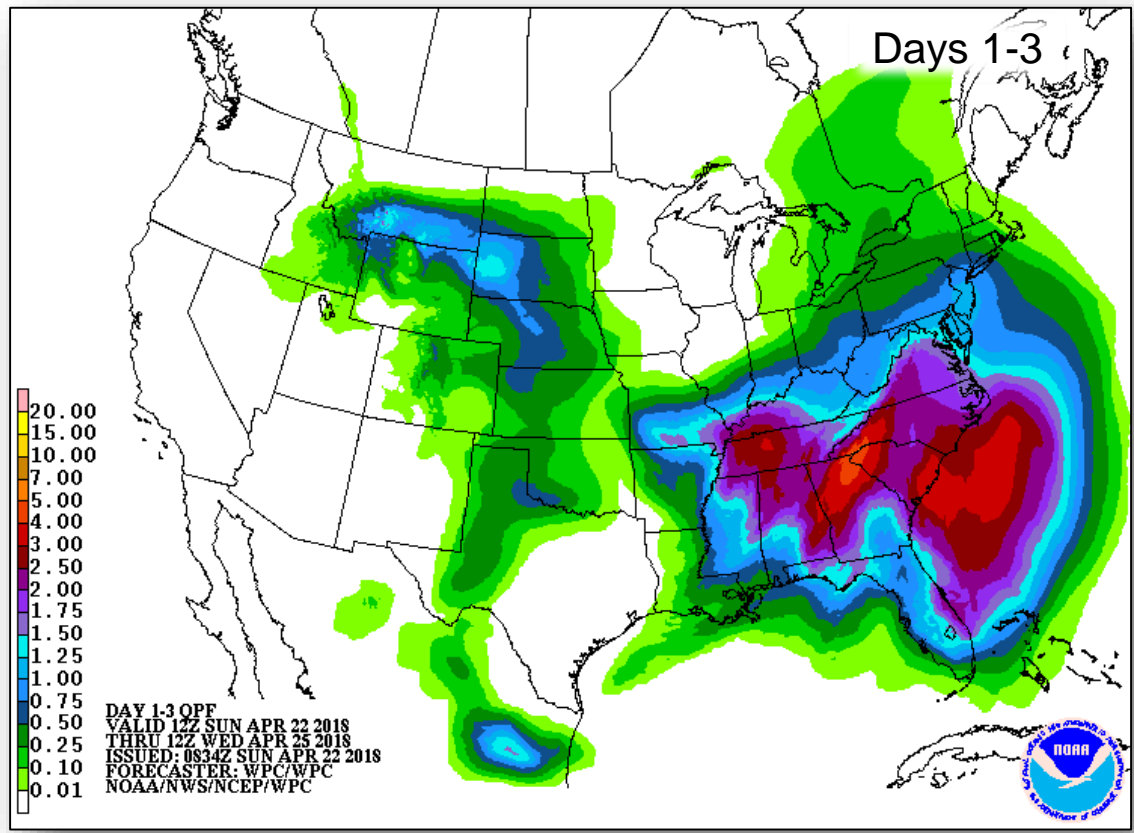 Days 1-3
20.00
15.00
10.00
7.00
5.00
4.00
3.00
2.50
2.00
1.75
1.50
1.25
1.00
0.75
0.50
0.25
0.10
0.01
DAY 1-3 QPF
VALID 12Z SUN APR 22 2018
THRU 12Z WED APR 25 2018
ISSUED: 0834Z SUN APR 22 2018
FORECASTER: WPC/WPC
NOAA/NWS/NCEP/WPC
NOAA